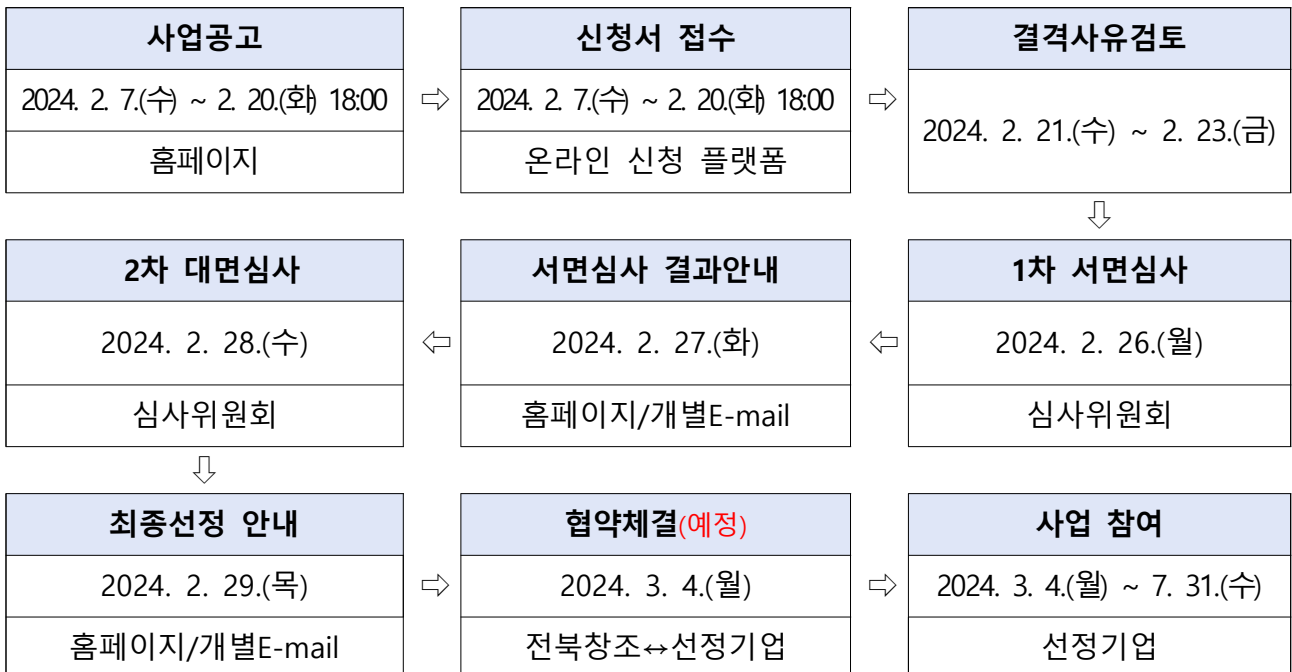 사업공고
2024. 2. 7.(수) ~ 2. 20.(화) 18:00
홈페이지
⇨
신청서 접수
2024. 2. 7.(수) ~ 2. 20.(화) 18:00
온라인 신청 플랫폼
⇨
결격사유검토
2024. 2. 21.(수) ~ 2. 23.(금)
⇩
1차 서면심사
2024. 2. 26.(월)
심사위원회
⇦
서면심사 결과안내
2024. 2. 27.(화)
홈페이지/개별E-mail
⇦
2차 대면심사
2024. 2. 28.(수)
심사위원회
⇩
최종선정 안내
2024. 2. 29.(목)
홈페이지/개별E-mail
⇨
협약체결(예정)
2024. 3. 4.(월)
전북창조↔선정기업
⇨
사업 참여
2024. 3. 4.(월) ~ 7. 31.(수)
선정기업